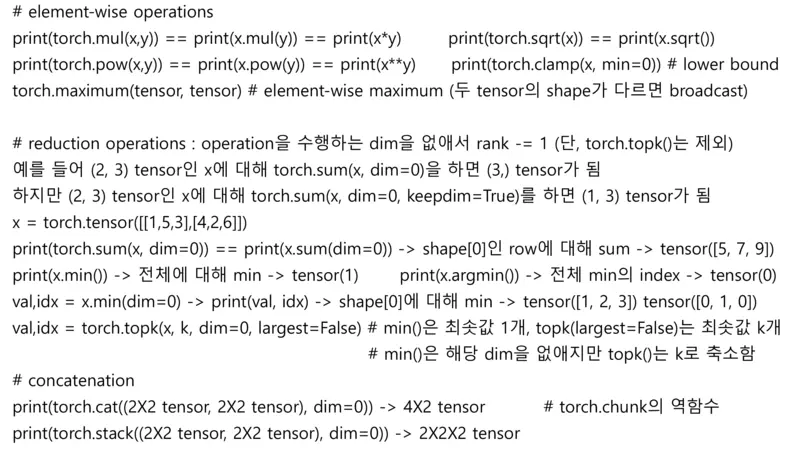 # element-wise operations
print(torch.mul(x,y)) == print(x.mul(y)) == print(x*y) print(torch.sqrt(x)) == print(x.sqrt())
print(torch.pow(x,y)) == print(x.pow(y)) == print(x**y) print(torch.clamp(x, min=0)) # lower bound
torch.maximum(tensor, tensor) # element-wise maximum (두 tensor의 shape가 다르면 broadcast)
# reduction operations : operation을 수행하는 dim을 없애서 rank -= 1 (단, torch.topk()는 제외)
예를 들어 (2, 3) tensor인 x에 대해 torch.sum(x, dim=0)을 하면 (3,) tensor가 됨
하지만 (2, 3) tensor인 x에 대해 torch.sum(x, dim=0, keepdim=True)를 하면 (1, 3) tensor가 됨
x = torch.tensor([[1,5,3],[4,2,6]])
print(torch.sum(x, dim=0)) == print(x.sum(dim=0)) -> shape[0]인 row에 대해 sum -> tensor([5, 7, 9])
print(x.min()) -> 전체에 대해 min -> tensor(1) print(x.argmin()) -> 전체 min의 index -> tensor(0)
val,idx = x.min(dim=0) -> print(val, idx) -> shape[0]에 대해 min -> tensor([1, 2, 3]) tensor([0, 1, 0])
val,idx = torch.topk(x, k, dim=0, largest=False) # min()은 최솟값 1개, topk(largest=False)는 최솟값 k개
# min()은 해당 dim을 없애지만 topk()는 k로 축소함
# concatenation
print(torch.cat((2X2 tensor, 2X2 tensor), dim=0)) -> 4X2 tensor # torch.chunk의 역함수
print(torch.stack((2X2 tensor, 2X2 tensor), dim=0)) -> 2X2X2 tensor